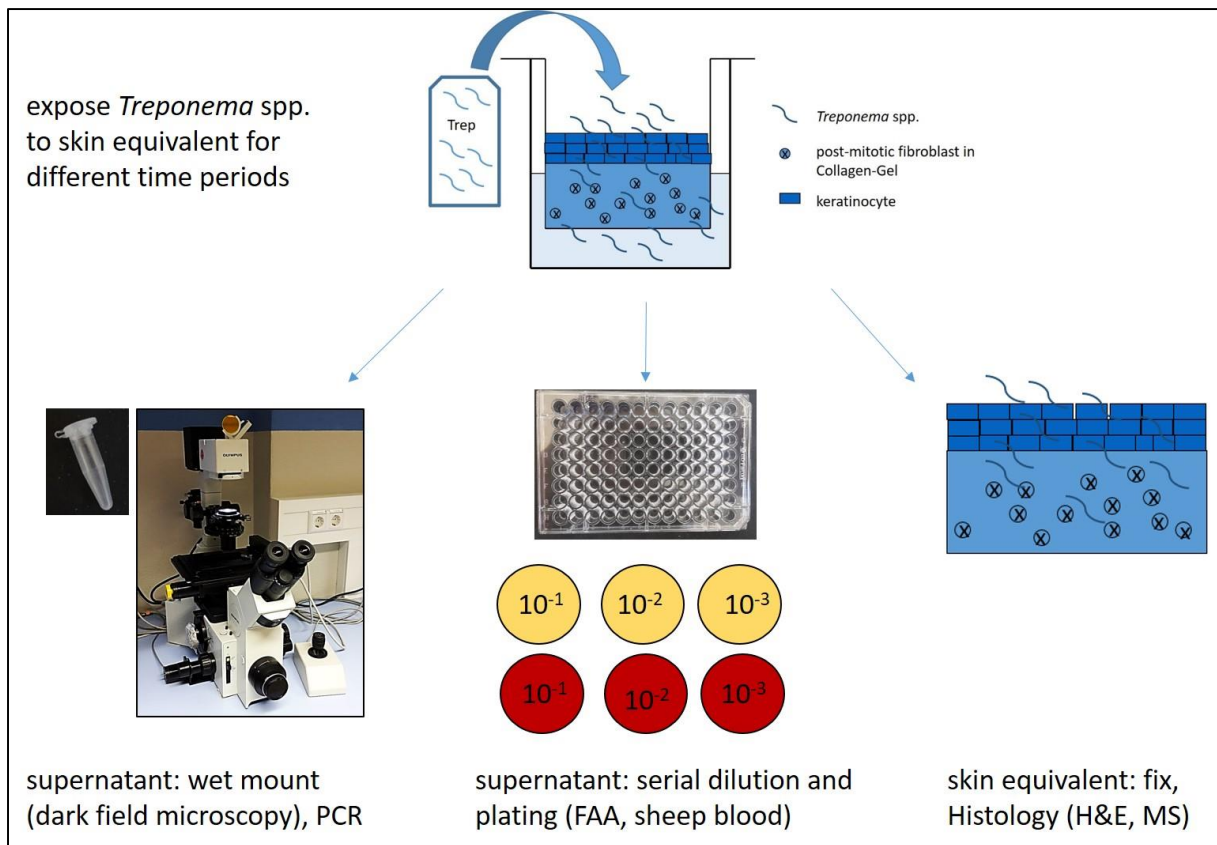 expose Treponema spp.
to skin equivalent for
different time periods
Trep
Treponema spp.
post-mitotic fibroblast in
Collagen-Gel
keratinocyte
OLYMPUS
10-1
10-2
10-3
10-1
10-2
10-3
supernatant: wet mount
(dark field microscopy), PCR
supernatant: serial dilution and
plating (FAA, sheep blood)
skin equivalent: fix,
Histology (H&E, MS)